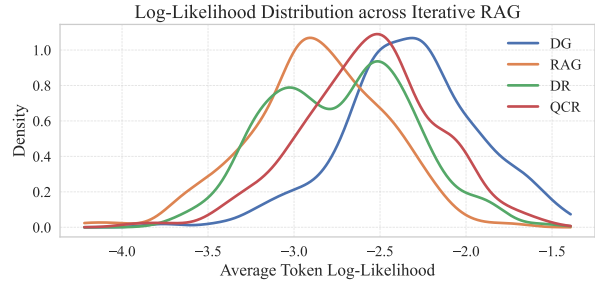 Log-Likelihood Distribution across Iterative RAG
Density
1.0
0.8
0.6
0.4
0.2
0.0
DG
RAG
DR
QCR
−4.0 −3.5 −3.0 −2.5 −2.0 −1.5
Average Token Log-Likelihood